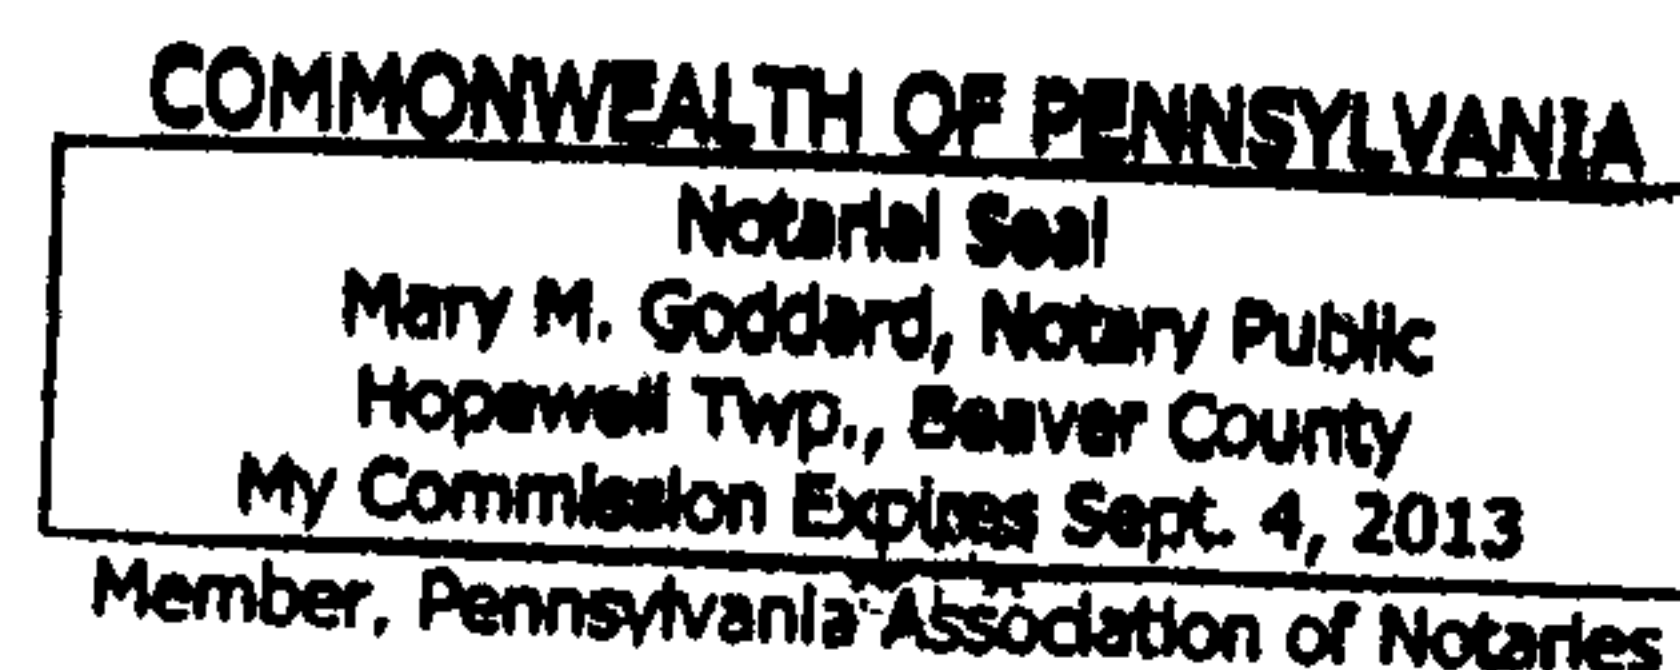 COMMONWEALTH OF PENNSYLVANIA
Notarial Seal
Mary M. Goddard, Notary Public
Hopewell Twp., Beaver County
My Commission Expires Sept. 4, 2013
Member, Pennsylvania Association of Notaries